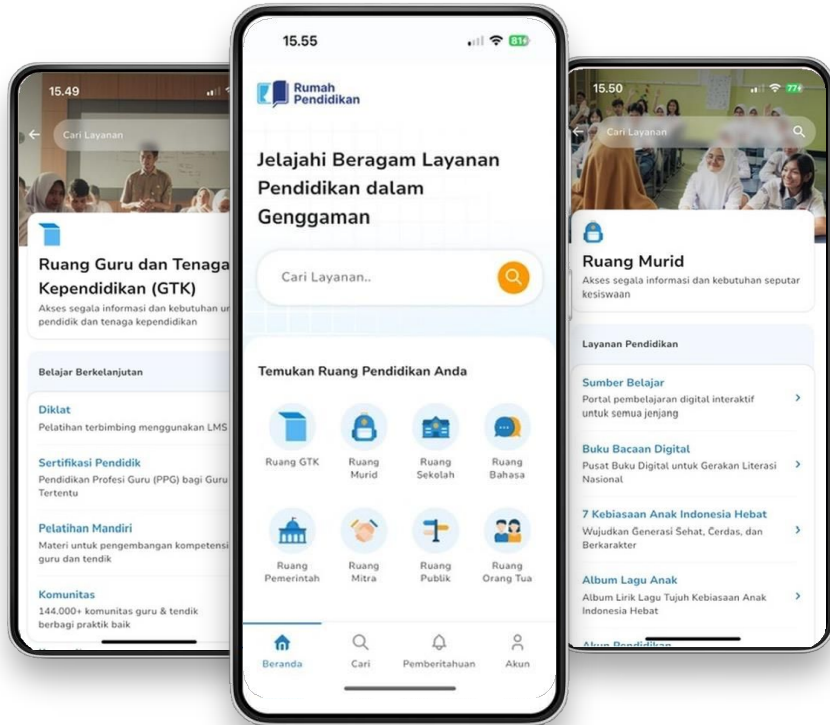 15.49
Cari Layanan
Ruang Guru dan Tenaga
Kependidikan (GTK)
Akses segala informasi dan kebutuhan
pendidik dan tenaga kependidikan
Belajar Berkelanjutan
Diklat
Pelatihan terbimbing menggunakan LMS
Sertifikasi Pendidik
Pendidikan Profesi Guru (PPG) bagi Guru
Tertentu
Pelatihan Mandiri
Materi untuk pengembangan kompetensi
guru dan tendik
Komunitas
144.000+ komunitas guru & tendik
berbagi praktik baik
15.55
81
Rumah
Pendidikan
Jelajahi Beragam Layanan
Pendidikan dalam
Genggaman
Cari Layanan..
Temukan Ruang Pendidikan Anda
Ruang GTK
Ruang
Murid
Ruang
Sekolah
Ruang
Bahasa
Ruang
Pemerintah
Ruang
Mitra
Ruang
Publik
Ruang
Orang Tua
Beranda
Cari
Pemberitahuan
Akun
15.50
77
Cari Layanan
Ruang Murid
Akses segala informasi dan kebutuhan seputar
kesiswaan
Layanan Pendidikan
Sumber Belajar
Portal pembelajaran digital interaktif
untuk semua jenjang
Buku Bacaan Digital
Pusat Buku Digital untuk Gerakan Literasi
Nasional
7 Kebiasaan Anak Indonesia Hebat
Wujudkan Generasi Sehat, Cerdas, dan
Berkarakter
Album Lagu Anak
Album Lirik Lagu Tujuh Kebiasaan Anak
Indonesia Hebat
Akun Pendidikan